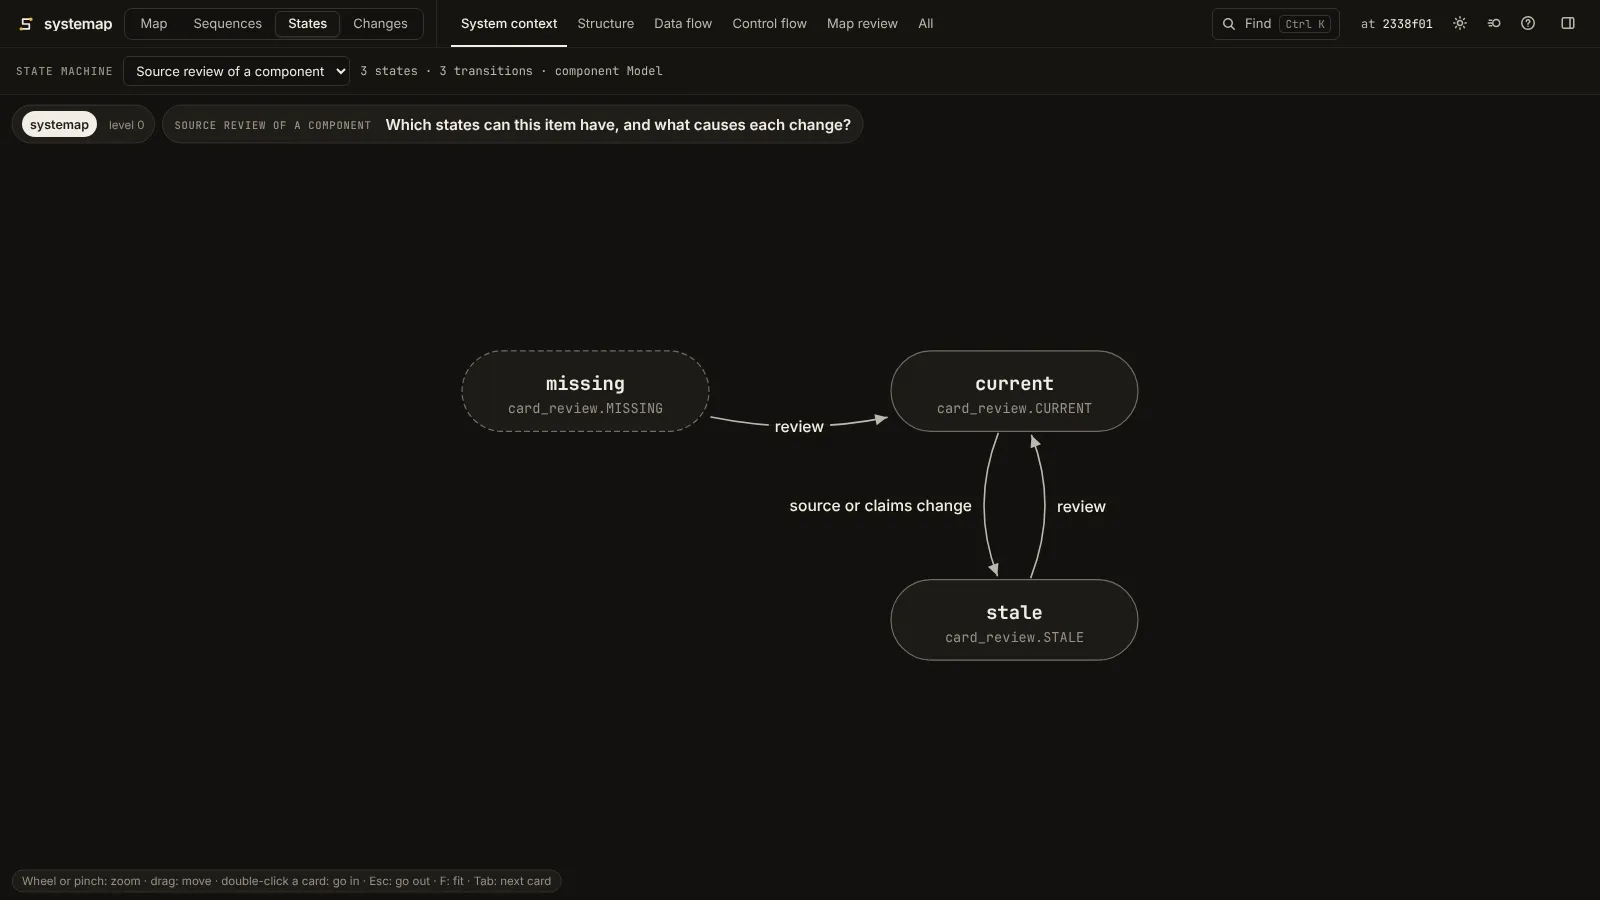 systemap Map Sequences States Changes System context Structure Data flow Control flow Map review All Find Ctrl K at 2338f01
STATE MACHINE Source review of a component 3 states · 3 transitions · component Model
systemap level 0 SOURCE REVIEW OF A COMPONENT Which states can this item have, and what causes each change?
missing
card_review.MISSING
review
current
card_review.CURRENT
source or claims change
review
stale
card_review.STALE
Wheel or pinch: zoom · drag: move · double-click a card: go in · Esc: go out · F: fit · Tab: next card